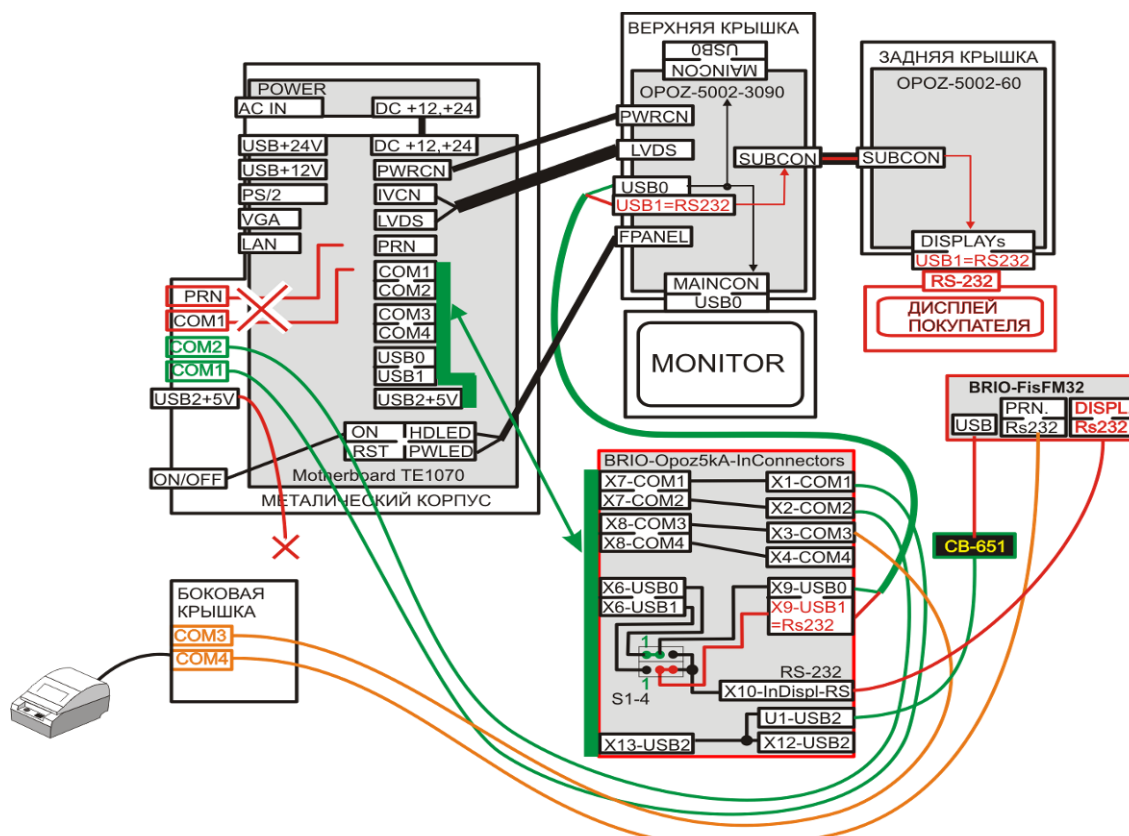 ВЕРХНЯЯ КРЫШКА
USB0
MAINCON
OPOZ-5002-3090
PWRCN
LVDS
USB0
USB1=RS232
FPANEL
SUBCON
MAINCON
USB0
MONITOR
ЗАДНЯЯ КРЫШКА
OPOZ-5002-60
SUBCON
DISPLAYs
USB1=RS232
RS-232
ДИСПЛЕЙ
ПОКУПАТЕЛЯ
POWER
AC IN
DC +12,+24
USB+24V
USB+12V
PS/2
VGA
LAN
DC +12,+24
PWRCN
IVCN
LVDS
PRN
COM1
COM2
COM3
COM4
USB0
USB1
USB2+5V
PRN
COM1
COM2
COM1
USB2+5V
ON/OFF
ON
HDLED
RST
PWLED
Motherboard TE1070
МЕТАЛИЧЕСКИЙ КОРПУС
BRIO-FisFM32
USB
PRN.
Rs232
DISPL.
Rs232
CB-651
BRIO-Opoz5kA-InConnectors
X7-COM1
X7-COM2
X8-COM3
X8-COM4
X1-COM1
X2-COM2
X3-COM3
X4-COM4
X6-USB0
X6-USB1
X9-USB0
X9-USB1
=Rs232
1
1
S1-4
RS-232
X10-InDispl-RS
U1-USB2
X13-USB2
X12-USB2
БОКОВАЯ
КРЫШКА
COM3
COM4